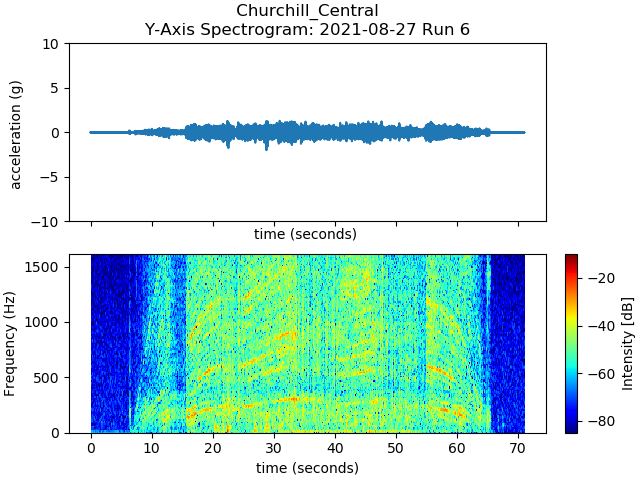 Churchill_Central
Y-Axis Spectrogram: 2021-08-27 Run 6
10
5
0
−5
−10
acceleration (g)
time (seconds)
1500
1000
500
0
Frequency (Hz)
0 10 20 30 40 50 60 70
time (seconds)
−20
−40
−60
−80
Intensity [dB]